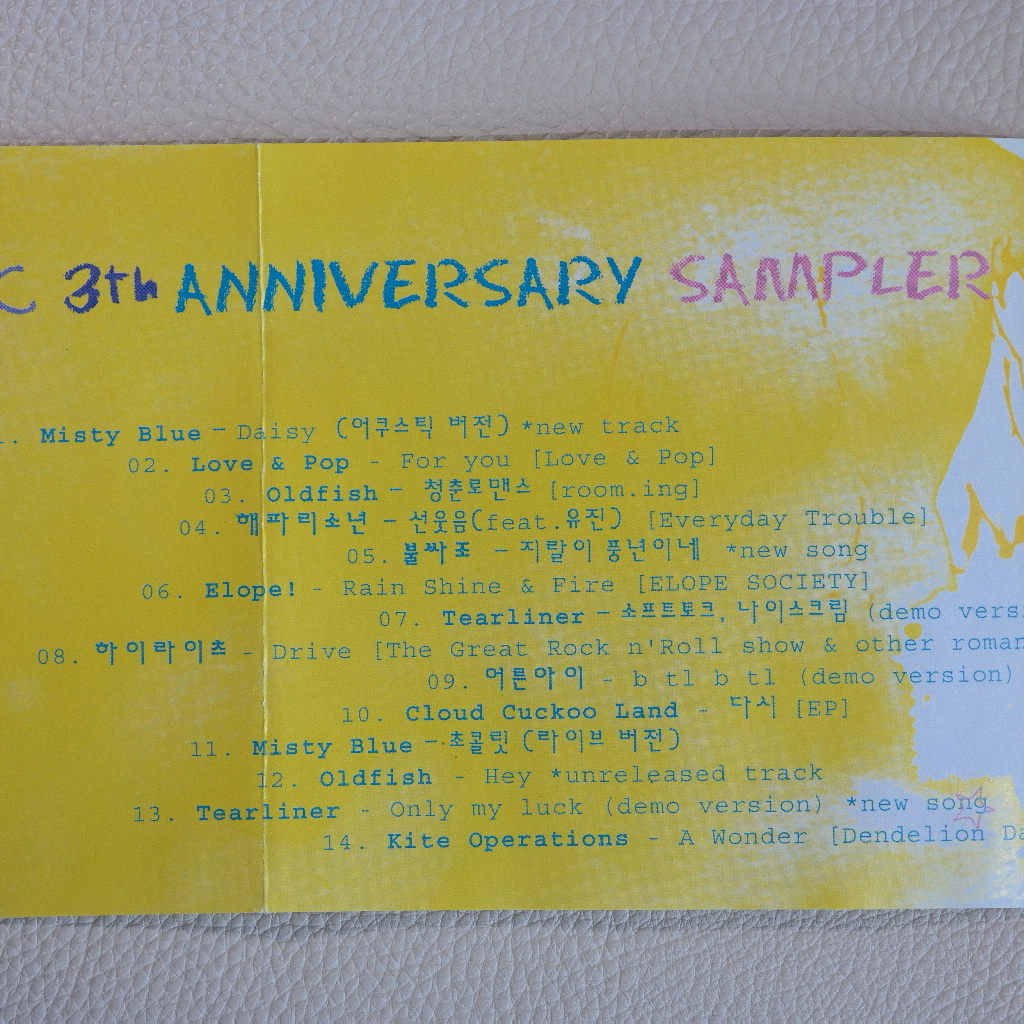 C 3th ANNIVERSARY SAMPLER
1. Misty Blue - Daisy (어쿠스틱 버전) *new track
02. Love & Pop - For you [Love & Pop]
03. Oldfish - 청춘로맨스 [room.ing]
04. 해파리소년 - 선웃음(feat.유진) [Everyday Trouble]
05. 불싸조 - 지랄이 풍년이네 *new song
06. Elope! - Rain Shine & Fire [ELOPE SOCIETY]
07. Tearliner - 소프트토크, 나이스크림 (demo vers
08. 하이라이츠 - Drive [The Great Rock n'Roll show & other roman
09. 어른아이 - b tl b tl (demo version)
10. Cloud Cuckoo Land - 다시 [EP]
11. Misty Blue - 초콜릿 (라이브 버전)
12. Oldfish - Hey *unreleased track
13. Tearliner - Only my luck (demo version) *new song
14. Kite Operations - A Wonder [Dendelion Da